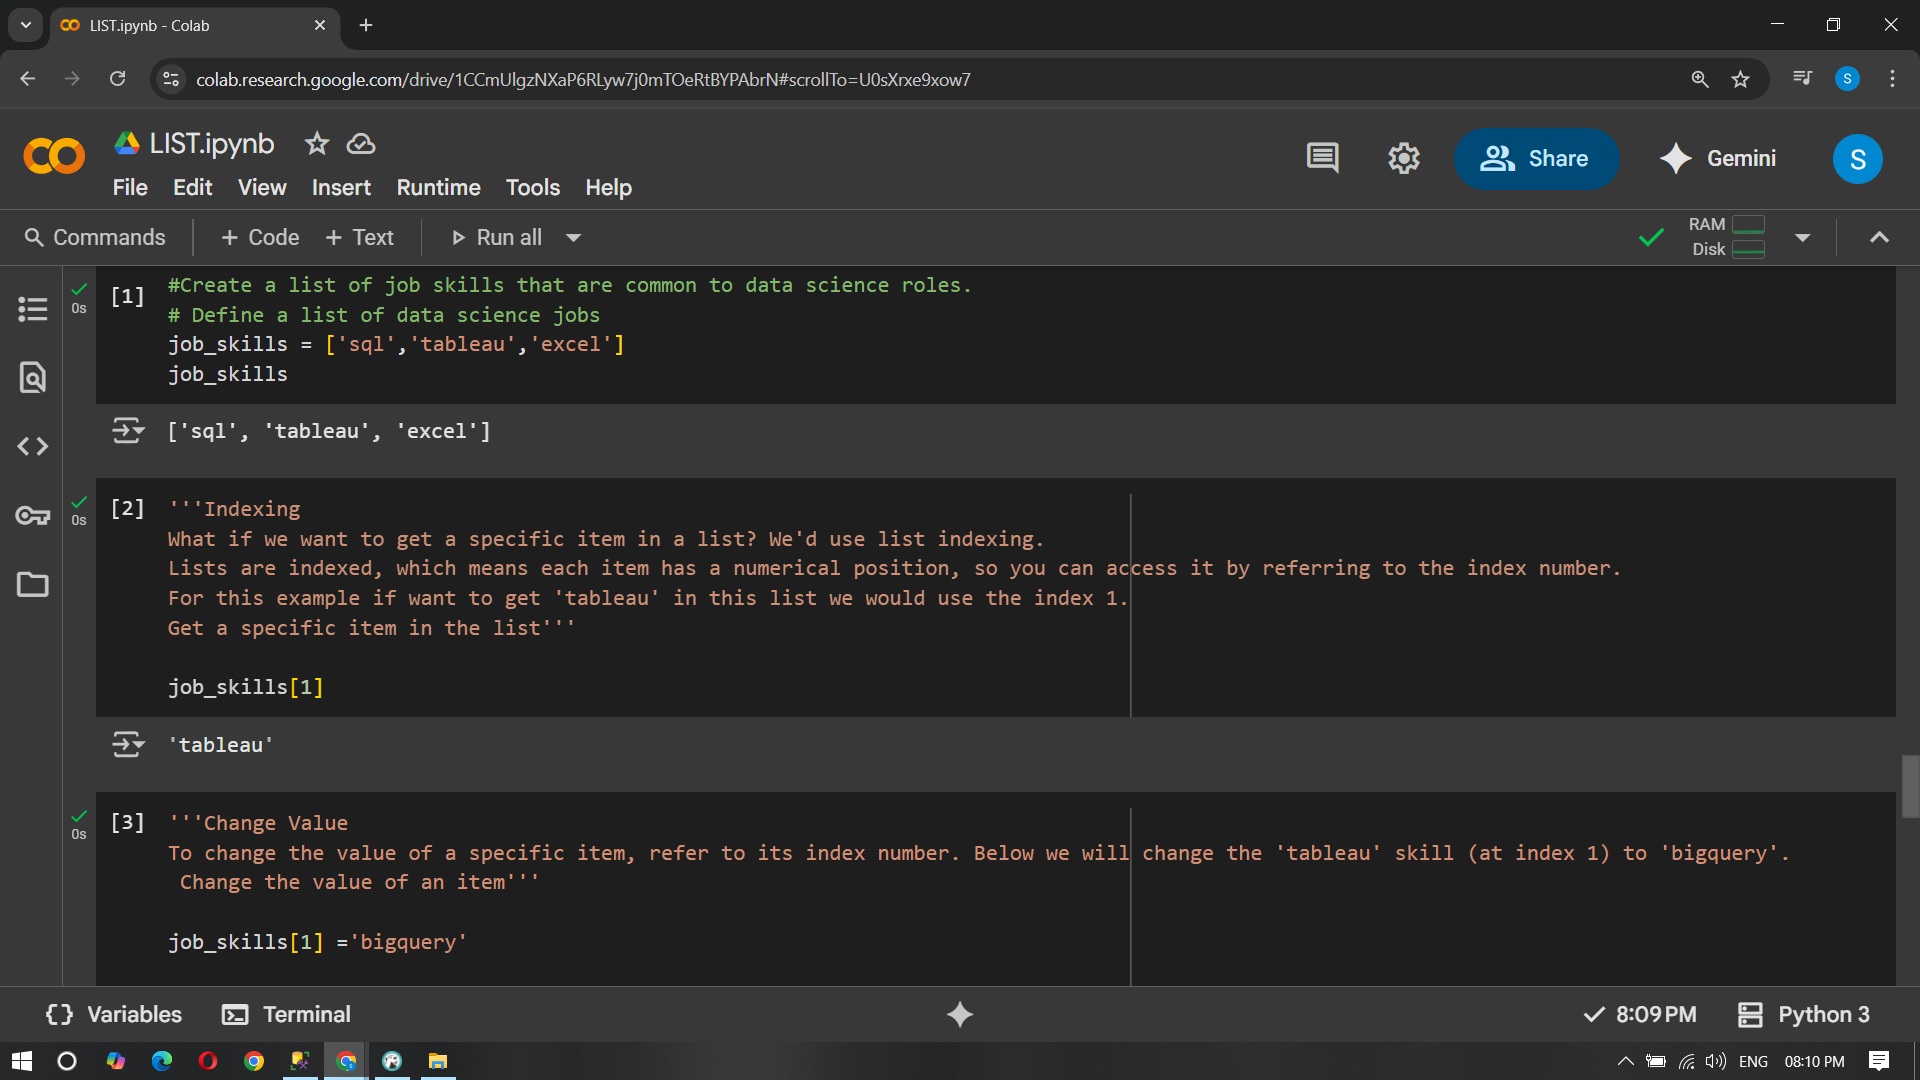 LIST.ipynb - Colab
colab.research.google.com/drive/1CCmUlgzNXaP6RLyw7j0mTOeRtBYPAbrN#scrollTo=U0sXrxe9xow7
S
LIST.ipynb
File Edit View Insert Runtime Tools Help
Share
Gemini
S
Commands + Code + Text Run all
RAM
Disk
0s
[1]
#Create a list of job skills that are common to data science roles.
# Define a list of data science jobs
job_skills = ['sql','tableau','excel']
job_skills
['sql', 'tableau', 'excel']
0s
[2]
'''Indexing
What if we want to get a specific item in a list? We'd use list indexing.
Lists are indexed, which means each item has a numerical position, so you can access it by referring to the index number.
For this example if want to get 'tableau' in this list we would use the index 1.
Get a specific item in the list'''
job_skills[1]
'tableau'
0s
[3]
'''Change Value
To change the value of a specific item, refer to its index number. Below we will change the 'tableau' skill (at index 1) to 'bigquery'.
Change the value of an item'''
job_skills[1] ='bigquery'
{} Variables Terminal
8:09 PM Python 3
ENG 08:10 PM